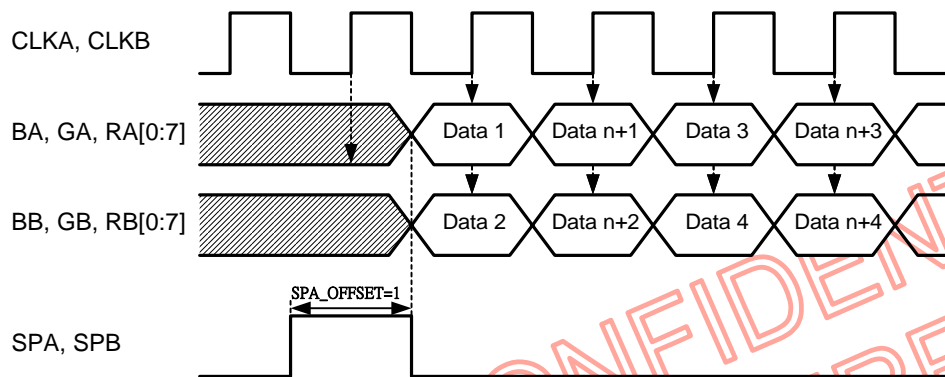 CLKA, CLKB
BA, GA, RA[0:7]
Data 1
Data n+1
Data 3
Data n+3
BB, GB, RB[0:7]
Data 2
Data n+2
Data 4
Data n+4
SPA_OFFSET=1
SPA, SPB